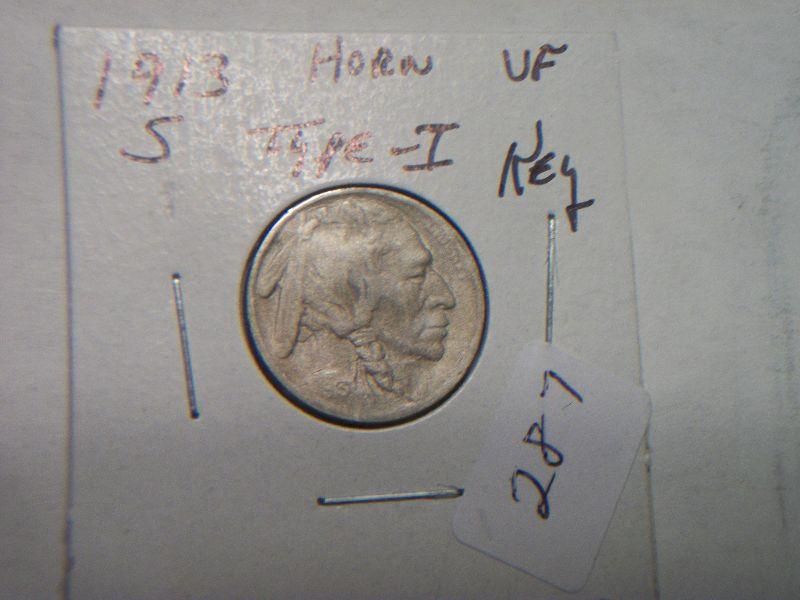 1913 HORN VF
S TYPE-I KEY
287